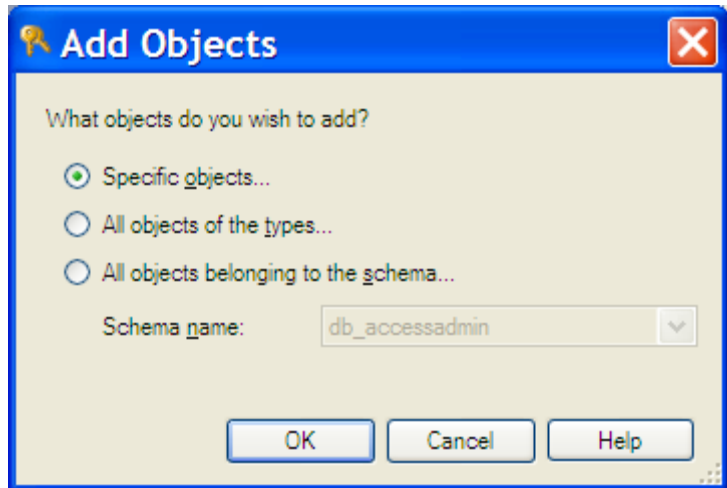 Add Objects
What objects do you wish to add?
Specific objects...
All objects of the types...
All objects belonging to the schema...
Schema name: db_accessadmin
OK Cancel Help